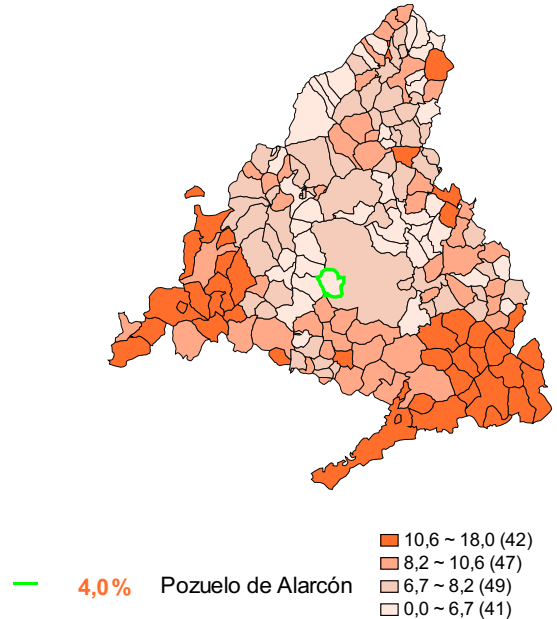 10,6 ~ 18,0 (42)
8,2 ~ 10,6 (47)
6,7 ~ 8,2 (49)
0,0 ~ 6,7 (41)
4,0% Pozuelo de Alarcón